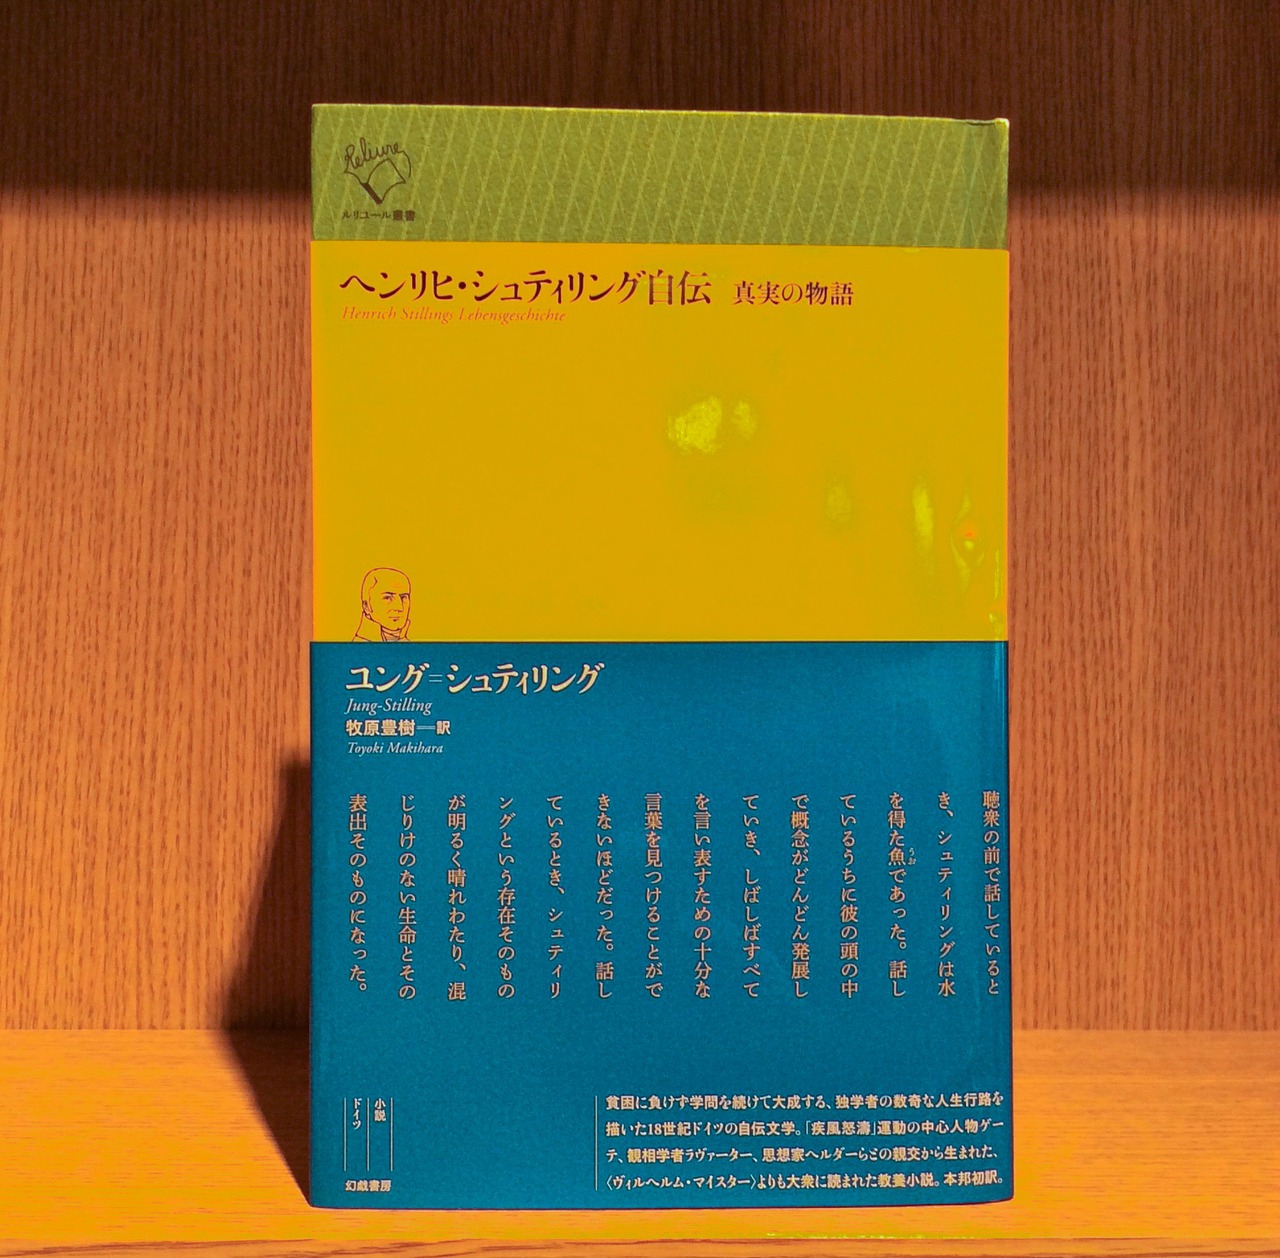 Reliure
ルリユール叢書
ヘンリヒ・シュティリング自伝 真実の物語
Henrich Stillings Lebensgeschichte
ユング=シュティリング
Jung-Stilling
牧原豊樹──訳
Toyoki Makihara
聴衆の前で話していると
き、シュティリングは水
を得た魚であった。話し
うお
ているうちに彼の頭の中
で概念がどんどん発展し
ていき、しばしばすべて
を言い表すための十分な
言葉を見つけることがで
きないほどだった。話し
ているとき、シュティリ
ングという存在そのもの
が明るく晴れわたり、混
じりけのない生命とその
表出そのものになった。
小説
ドイツ
幻戯書房
貧困に負けず学問を続けて大成する、独学者の数奇な人生行路を
描いた18世紀ドイツの自伝文学。「疾風怒濤」運動の中心人物ゲー
テ、観相学者ラヴァーター、思想家ヘルダーらとの親交から生まれた、
〈ヴィルヘルム・マイスター〉よりも大衆に読まれた教養小説。本邦初訳。